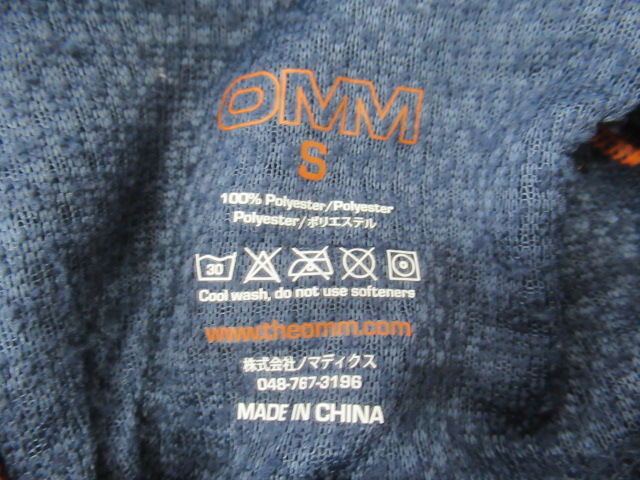 OMM
S
100% Polyester/Polyester
Polyester/ポリエステル
30
Cool wash, do not use softeners
www.theomm.com
株式会社ノマディクス
048-767-3196
MADE IN CHINA